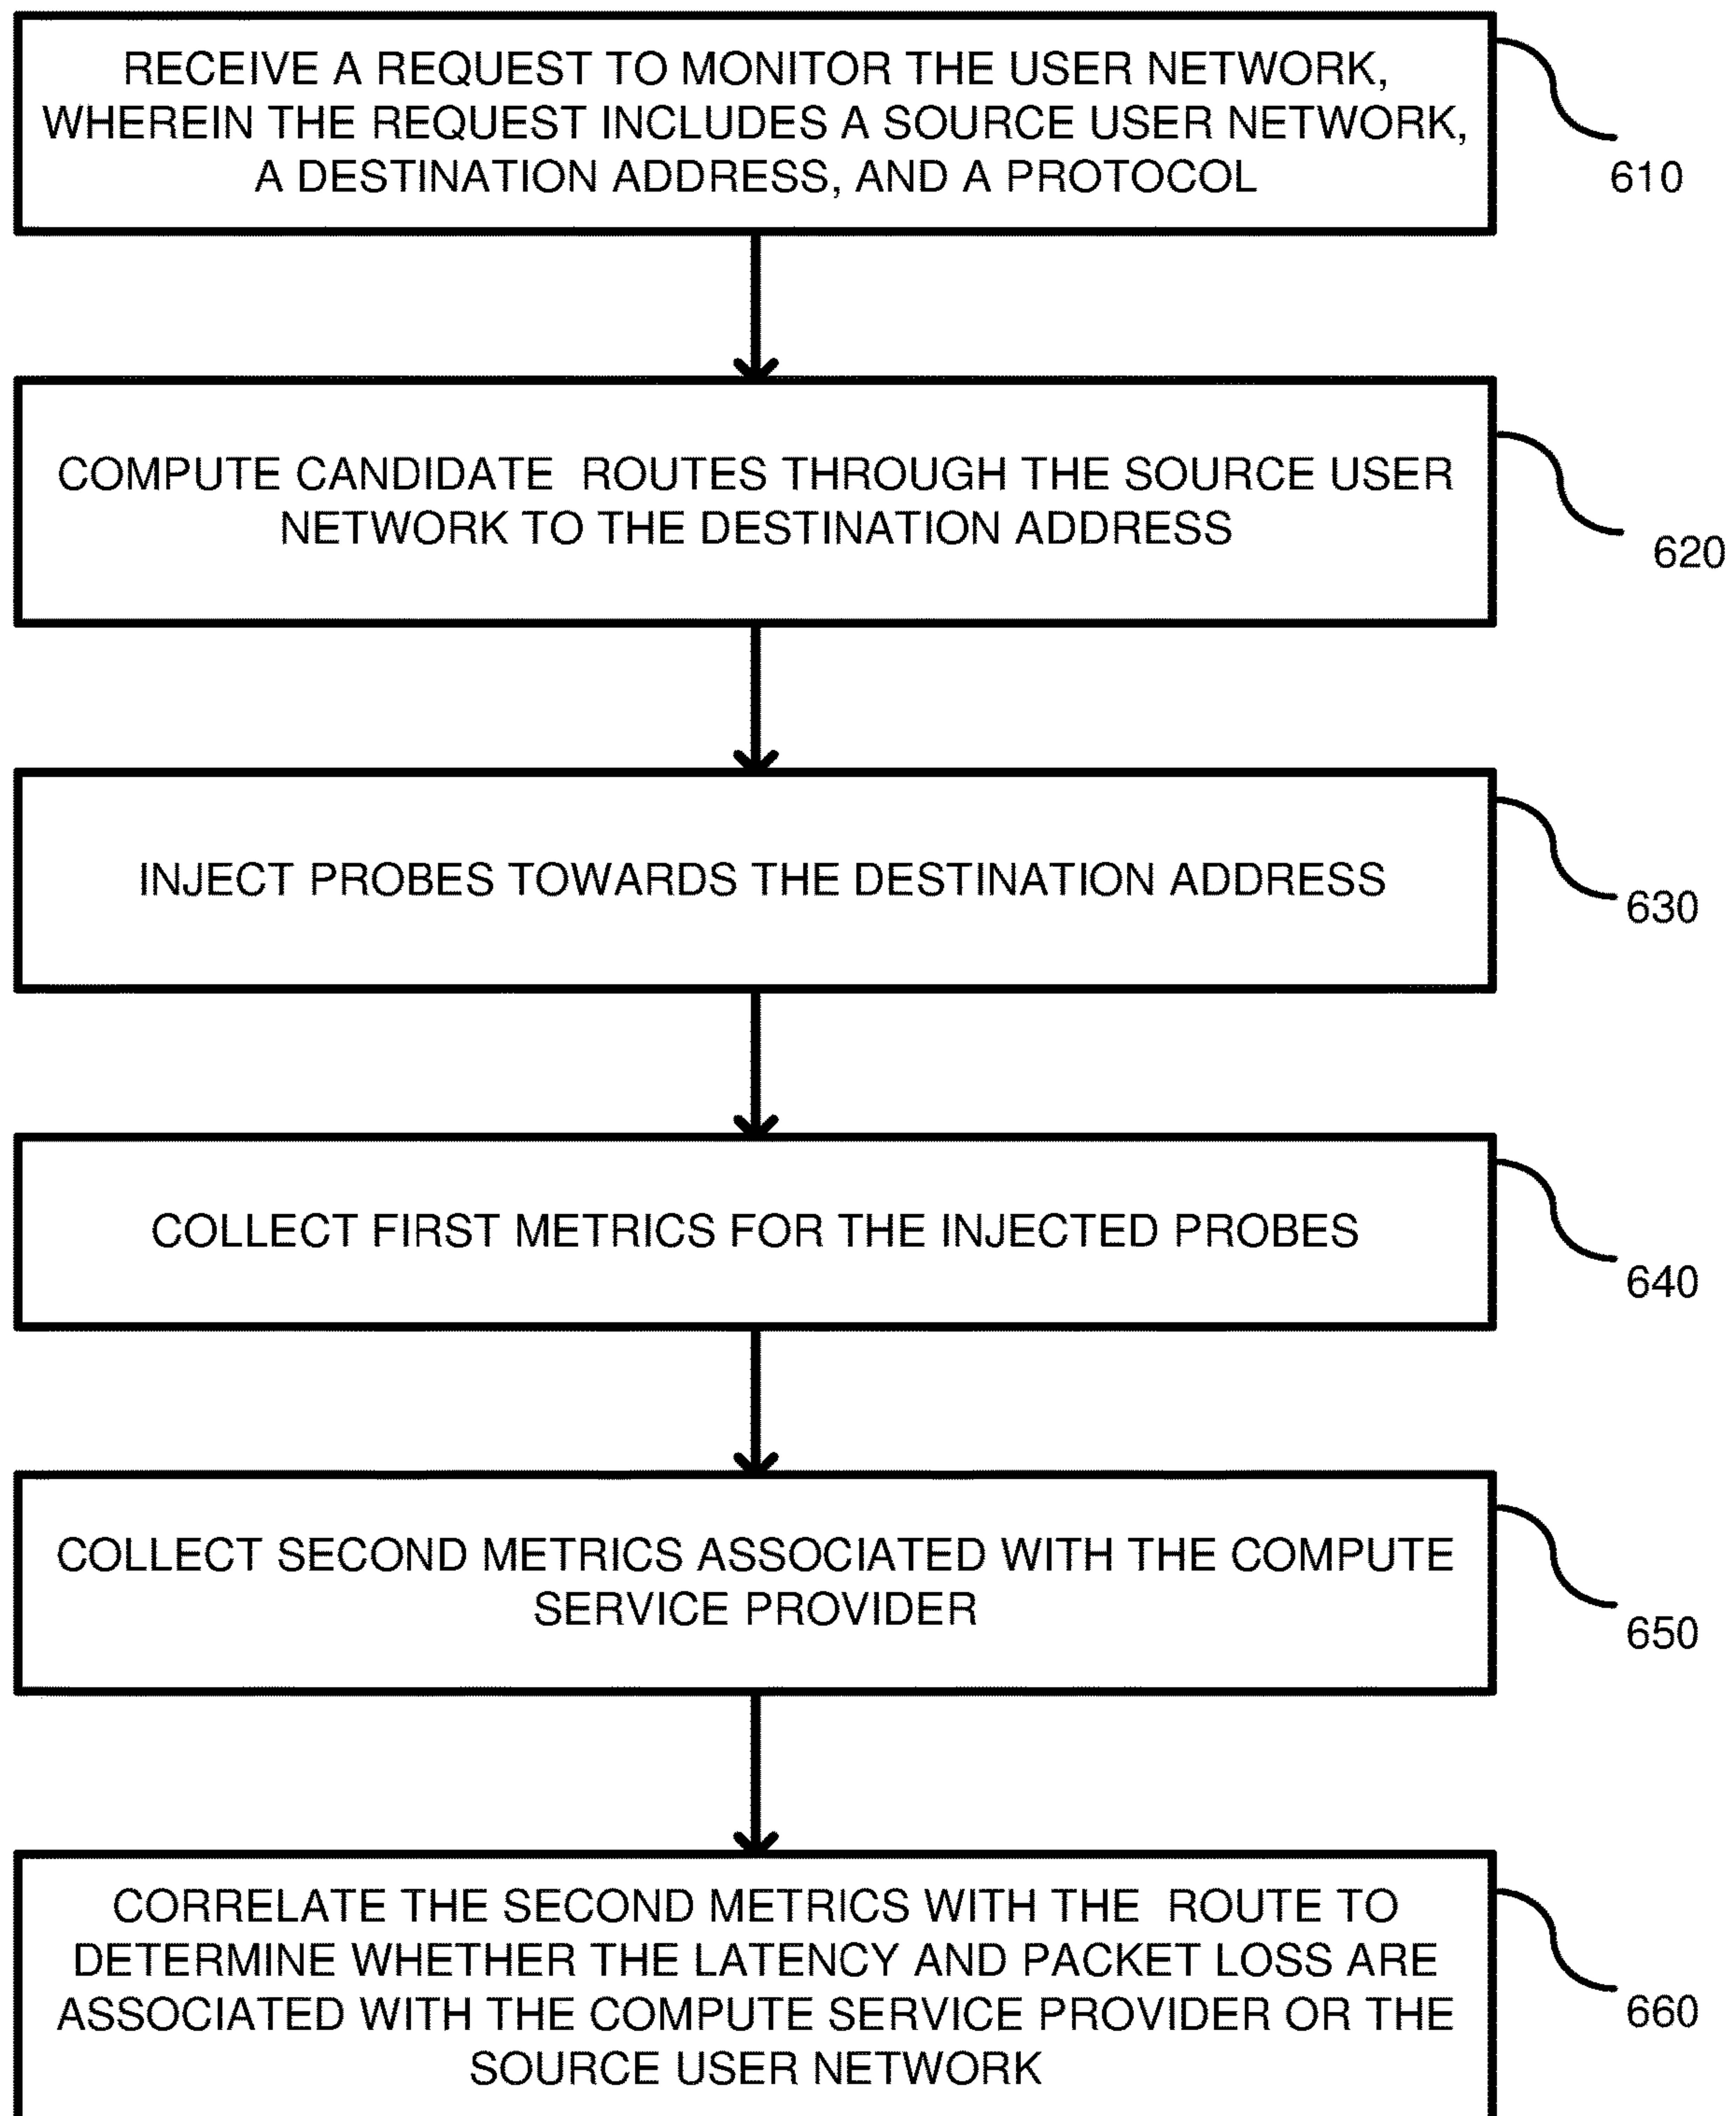 RECEIVE A REQUEST TO MONITOR THE USER NETWORK,
WHEREIN THE REQUEST INCLUDES A SOURCE USER NETWORK,
A DESTINATION ADDRESS, AND A PROTOCOL
610
COMPUTE CANDIDATE ROUTES THROUGH THE SOURCE USER
NETWORK TO THE DESTINATION ADDRESS
620
INJECT PROBES TOWARDS THE DESTINATION ADDRESS
630
COLLECT FIRST METRICS FOR THE INJECTED PROBES
640
COLLECT SECOND METRICS ASSOCIATED WITH THE COMPUTE
SERVICE PROVIDER
650
CORRELATE THE SECOND METRICS WITH THE ROUTE TO
DETERMINE WHETHER THE LATENCY AND PACKET LOSS ARE
ASSOCIATED WITH THE COMPUTE SERVICE PROVIDER OR THE
SOURCE USER NETWORK
660